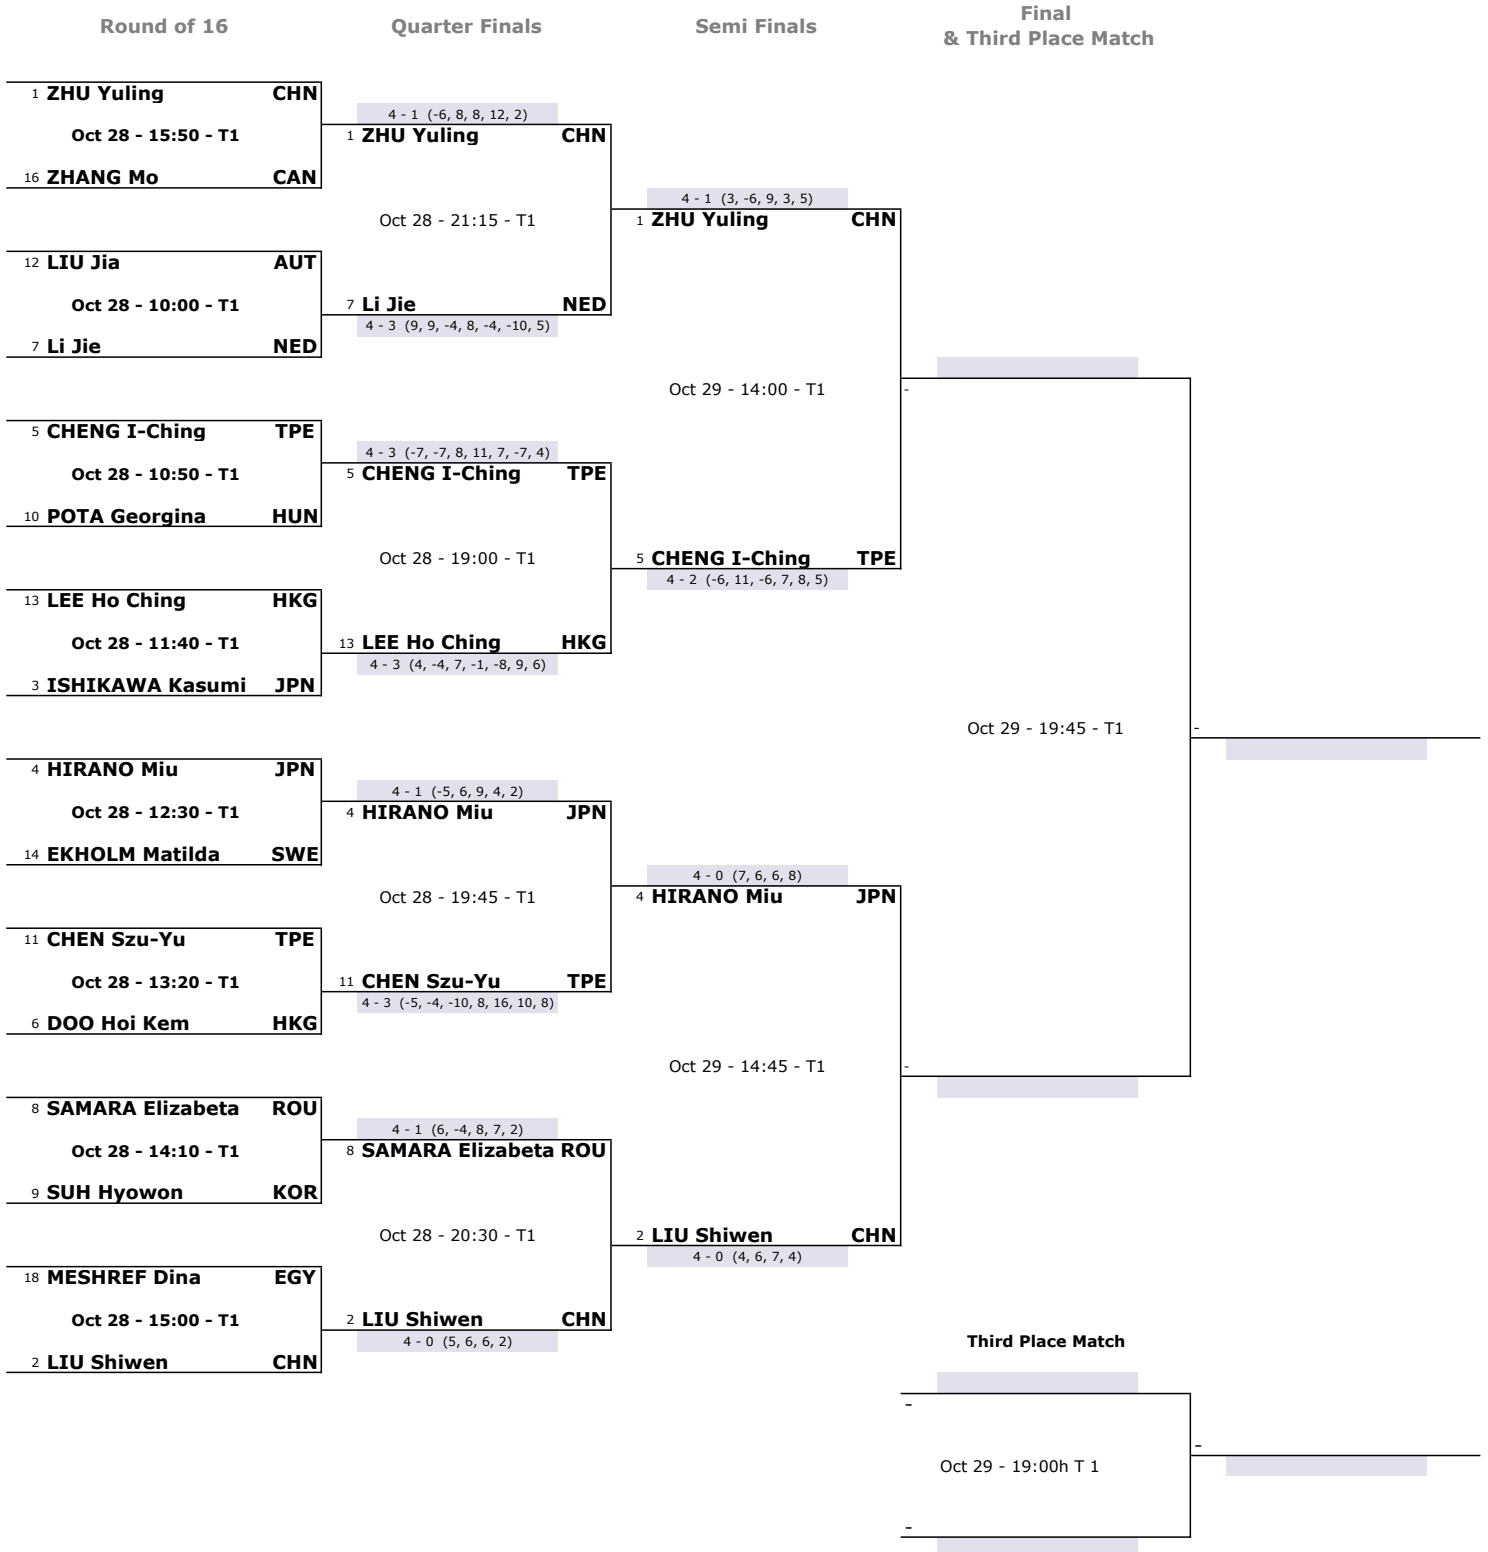 Round of 16
Quarter Finals
Semi Finals
Final
& Third Place Match
1 ZHU Yuling CHN
Oct 28 - 15:50 - T1
16 ZHANG Mo CAN
12 LIU Jia AUT
Oct 28 - 10:00 - T1
7 Li Jie NED
5 CHENG I-Ching TPE
Oct 28 - 10:50 - T1
10 POTA Georgina HUN
13 LEE Ho Ching HKG
Oct 28 - 11:40 - T1
3 ISHIKAWA Kasumi JPN
4 HIRANO Miu JPN
Oct 28 - 12:30 - T1
14 EKHOLM Matilda SWE
11 CHEN Szu-Yu TPE
Oct 28 - 13:20 - T1
6 DOO Hoi Kem HKG
8 SAMARA Elizabeta ROU
Oct 28 - 14:10 - T1
9 SUH Hyowon KOR
18 MESHREF Dina EGY
Oct 28 - 15:00 - T1
2 LIU Shiwen CHN
4 - 1 (-6, 8, 8, 12, 2)
1 ZHU Yuling CHN
Oct 28 - 21:15 - T1
7 Li Jie NED
4 - 3 (9, 9, -4, 8, -4, -10, 5)
4 - 3 (-7, -7, 8, 11, 7, -7, 4)
5 CHENG I-Ching TPE
Oct 28 - 19:00 - T1
13 LEE Ho Ching HKG
4 - 3 (4, -4, 7, -1, -8, 9, 6)
4 - 1 (-5, 6, 9, 4, 2)
4 HIRANO Miu JPN
Oct 28 - 19:45 - T1
11 CHEN Szu-Yu TPE
4 - 3 (-5, -4, -10, 8, 16, 10, 8)
4 - 1 (6, -4, 8, 7, 2)
8 SAMARA Elizabeta ROU
Oct 28 - 20:30 - T1
2 LIU Shiwen CHN
4 - 0 (5, 6, 6, 2)
4 - 1 (3, -6, 9, 3, 5)
1 ZHU Yuling CHN
Oct 29 - 14:00 - T1
5 CHENG I-Ching TPE
4 - 2 (-6, 11, -6, 7, 8, 5)
4 - 0 (7, 6, 6, 8)
4 HIRANO Miu JPN
Oct 29 - 14:45 - T1
2 LIU Shiwen CHN
4 - 0 (4, 6, 7, 4)
-
Oct 29 - 19:45 - T1
-
-
Third Place Match
-
Oct 29 - 19:00h T 1
-
-